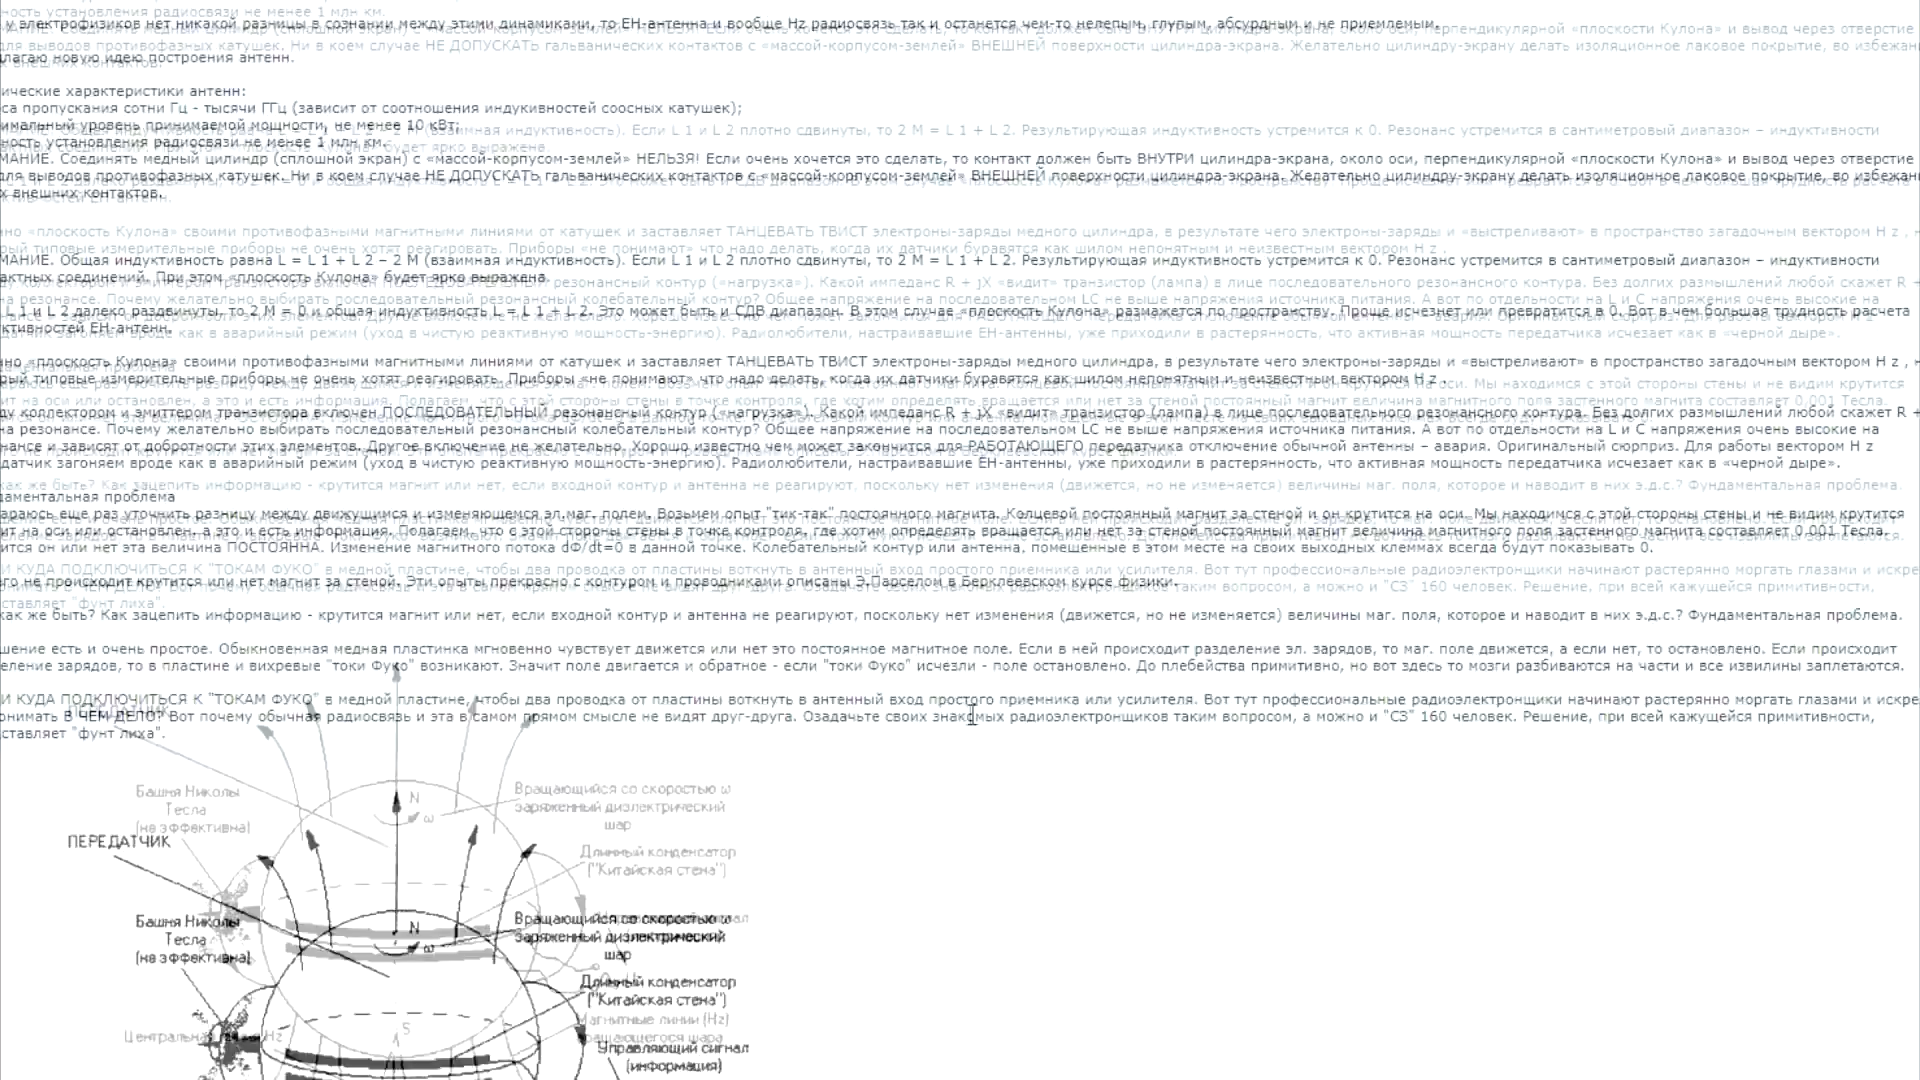 у электрофизиков нет никакой разницы в сознании между этими динамиками, то ЕН-антенна и вообще Hz радиосвязь так и останется чем-то нелепым, глупым, абсурдным и не приемлемым.
лагаю новую идею построения антенн.
ические характеристики антенн:
са пропускания сотни Гц - тысячи ГГц (зависит от соотношения индукивностей соосных катушек);
имальный уровень принимаемой мощности, не менее 10 кВт;
ность установления радиосвязи не менее 1 млн км.
МАНИЕ. Соединять медный цилиндр (сплошной экран) с «массой-корпусом-землей» НЕЛЬЗЯ! Если очень хочется это сделать, то контакт должен быть ВНУТРИ цилиндра-экрана, около оси, перпендикулярной «плоскости Кулона» и вывод через отверстие
для выводов противофазных катушек. Ни в коем случае НЕ ДОПУСКАТЬ гальванических контактов с «массой-корпусом-землей» ВНЕШНЕЙ поверхности цилиндра-экрана. Желательно цилиндру-экрану делать изоляционное лаковое покрытие, во избежани
х внешних контактов.
МАНИЕ. Общая индуктивность равна L = L 1 + L 2 – 2 M (взаимная индуктивность). Если L 1 и L 2 плотно сдвинуты, то 2 M = L 1 + L 2. Результирующая индуктивность устремится к 0. Резонанс устремится в сантиметровый диапазон – индуктивности
актных соединений. При этом «плоскость Кулона» будет ярко выражена.
L 1 и L 2 далеко раздвинуты, то 2 M = 0 и общая индуктивность L = L 1 + L 2. Это может быть и СДВ диапазон. В этом случае «плоскость Кулона» размажется по пространству. Проще исчезнет или превратится в 0. Вот в чем большая трудность расчета
ктивностей ЕН-антенн.
но «плоскость Кулона» своими противофазными магнитными линиями от катушек и заставляет ТАНЦЕВАТЬ ТВИСТ электроны-заряды медного цилиндра, в результате чего электроны-заряды и «выстреливают» в пространство загадочным вектором H z ,
рый типовые измерительные приборы не очень хотят реагировать. Приборы «не понимают» что надо делать, когда их датчики буравятся как шилом непонятным и неизвестным вектором H z .
ду коллектором и эмиттером транзистора включен ПОСЛЕДОВАТЕЛЬНЫЙ резонансный контур («нагрузка»). Какой импеданс R + jX «видит» транзистор (лампа) в лице последовательного резонансного контура. Без долгих размышлений любой скажет R +
на резонансе. Почему желательно выбирать последовательный резонансный колебательный контур? Общее напряжение на последовательном LC не выше напряжения источника питания. А вот по отдельности на L и C напряжения очень высокие на
нансе и зависят от добротности этих элементов. Другое включение не желательно. Хорошо известно чем может закончится для РАБОТАЮЩЕГО передатчика отключение обычной антенны – авария. Оригинальный сюрприз. Для работы вектором H z
датчик загоняем вроде как в аварийный режим (уход в чистую реактивную мощность-энергию). Радиолюбители, настраивавшие ЕН-антенны, уже приходили в растерянность, что активная мощность передатчика исчезает как в «черной дыре».
даментальная проблема
араюсь еще раз уточнить разницу между движущимся и изменяющемся эл.маг. полем. Возьмем опыт "тик-так" постоянного магнита. Колцевой постоянный магнит за стеной и он крутится на оси. Мы находимся с этой стороны стены и не видим крутится
ит на оси или остановлен, а это и есть информация. Полагаем, что с этой стороны стены в точке контроля, где хотим определять вращается или нет за стеной постоянный магнит величина магнитного поля застенного магнита составляет 0.001 Тесла.
ится он или нет эта величина ПОСТОЯННА. Изменение магнитного потока dФ/dt=0 в данной точке. Колебательный контур или антенна, помещенные в этом месте на своих выходных клеммах всегда будут показывать 0.
го не происходит крутится или нет магнит за стеной. Эти опыты прекрасно с контуром и проводниками описаны Э.Парселом в Берклеевском курсе физики.
как же быть? Как зацепить информацию - крутится магнит или нет, если входной контур и антенна не реагируют, поскольку нет изменения (движется, но не изменяется) величины маг. поля, которое и наводит в них э.д.с.? Фундаментальная проблема.
шение есть и очень простое. Обыкновенная медная пластинка мгновенно чувствует движется или нет это постоянное магнитное поле. Если в ней происходит разделение эл. зарядов, то маг. поле движется, а если нет, то остановлено. Если происходит
еление зарядов, то в пластине и вихревые "токи Фуко" возникают. Значит поле двигается и обратное - если "токи Фуко" исчезли - поле остановлено. До плебейства примитивно, но вот здесь то мозги разбиваются на части и все извилины заплетаются.
И КУДА ПОДКЛЮЧИТЬСЯ К "ТОКАМ ФУКО" в медной пластине, чтобы два проводка от пластины воткнуть в антенный вход простого приемника или усилителя. Вот тут профессиональные радиоэлектронщики начинают растерянно моргать глазами и искре
онимать В ЧЕМ ДЕЛО? Вот почему обычная радиосвязь и эта в самом прямом смысле не видят друг-друга. Озадачьте своих знакомых радиоэлектронщиков таким вопросом, а можно и "СЗ" 160 человек. Решение, при всей кажущейся примитивности,
ставляет "фунт лиха".
ПЕРЕДАТЧИК
Башня Николы
Тесла
(не эффективна)
N
ω
Вращающийся со скоростью ω
заряженный диэлектрический
шар
Длинный конденсатор
("Китайская стена")
Управляющий сигнал
(информация)
Магнитные линии (Hz)
вращающегося шара
S